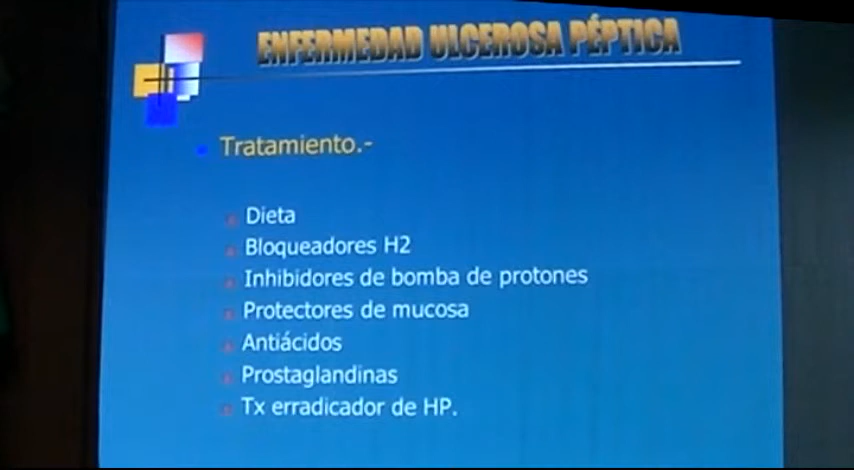 ENFERMEDAD ULCEROSA PÉPTICA
Tratamiento.-
Dieta
Bloqueadores H2
Inhibidores de bomba de protones
Protectores de mucosa
Antiácidos
Prostaglandinas
Tx erradicador de HP.